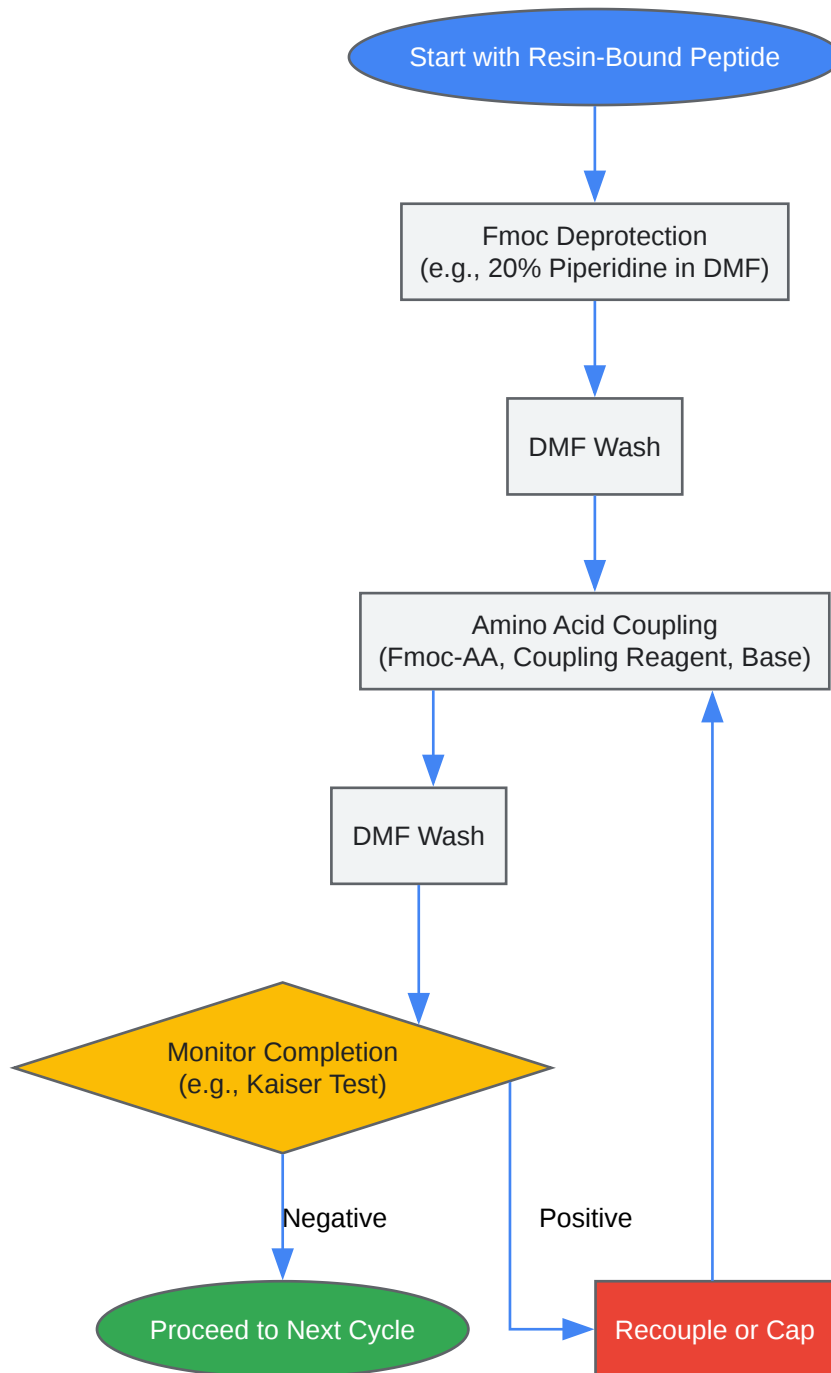 Start with Resin-Bound Peptide
Fmoc Deprotection
(e.g., 20% Piperidine in DMF)
DMF Wash
Amino Acid Coupling
(Fmoc-AA, Coupling Reagent, Base)
DMF Wash
Monitor Completion
(e.g., Kaiser Test)
Negative
Positive
Proceed to Next Cycle
Recouple or Cap